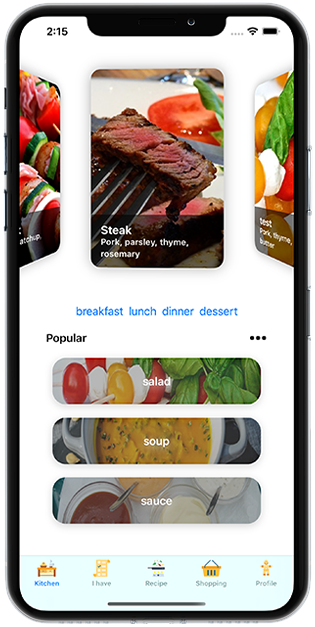 2:15
Steak
Pork, parsley, thyme,
rosemary
test
Pork, thyme,
butter
breakfast lunch dinner dessert
Popular
salad
soup
sauce
Kitchen
I have
Recipe
Shopping
Profile